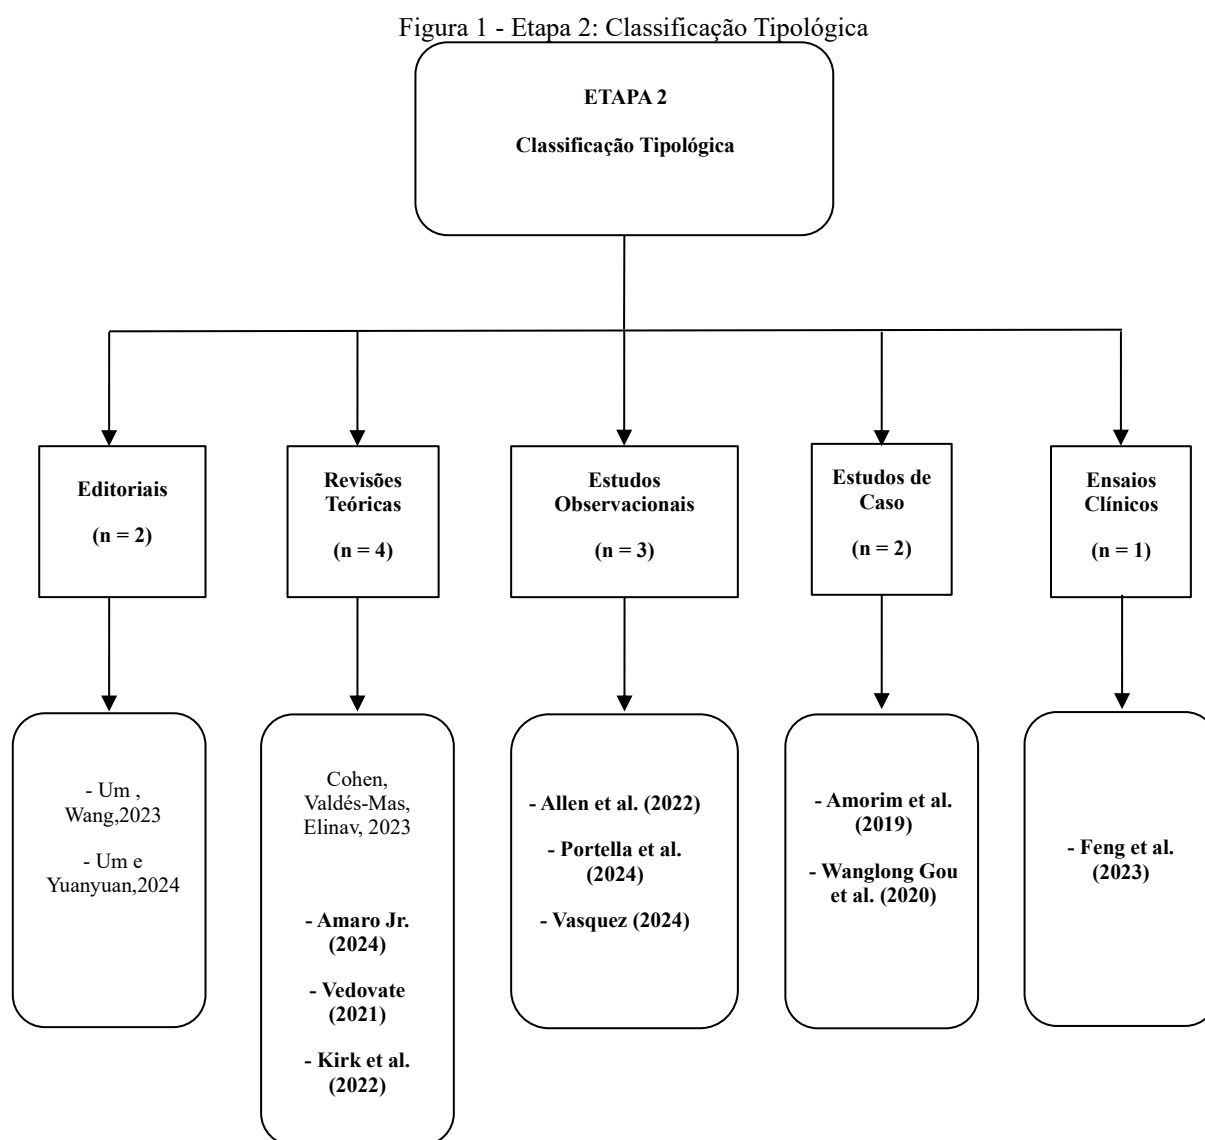 Figura 1 - Etapa 2: Classificação Tipológica
ETAPA 2
Classificação Tipológica
Editoriais
(n = 2)
Revisões
Teóricas
(n = 4)
Estudos
Observacionais
(n = 3)
Estudos de
Caso
(n = 2)
Ensaios
Clínicos
(n = 1)
- Um ,
Wang,2023
- Um e
Yuanyuan,2024
Cohen,
Valdés-Mas,
Elinav, 2023
- Amaro Jr.
(2024)
- Vedovate
(2021)
- Kirk et al.
(2022)
- Allen et al. (2022)
- Portella et al.
(2024)
- Vasquez (2024)
- Amorim et al.
(2019)
- Wanglong Gou
et al. (2020)
- Feng et al.
(2023)